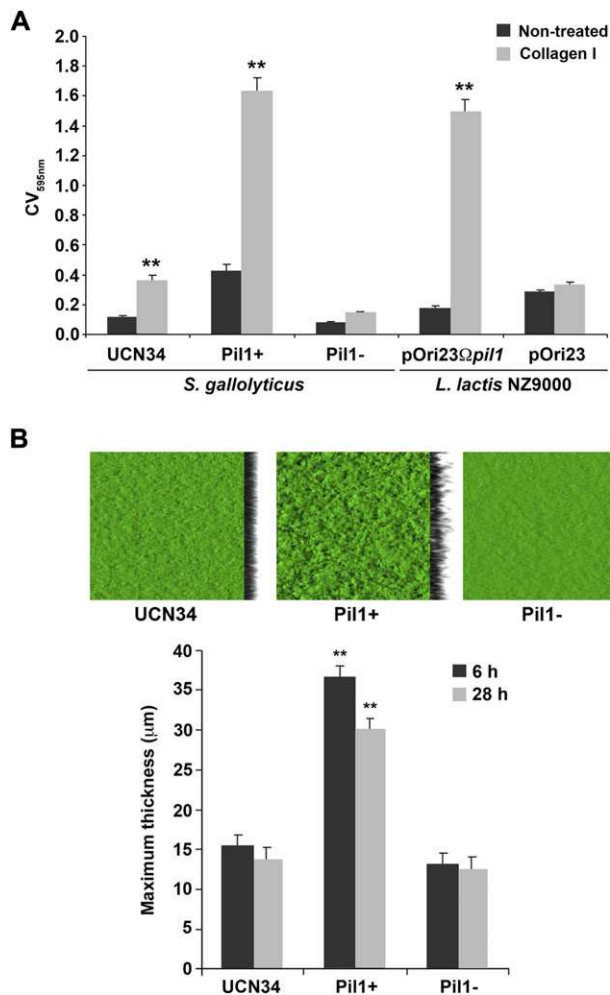 A
Non-treated
Collagen I
2.0
1.8
1.6
1.4
1.2
1.0
0.8
0.6
0.4
0.2
0.0
CV595nm
**
**
**
UCN34 Pil1+ Pil1- pOri23Ωpil1 pOri23
S. gallolyticus L. lactis NZ9000
B
UCN34 Pil1+ Pil1-
6 h
28 h
40
35
30
25
20
15
10
5
0
Maximum thickness (µm)
**
**
UCN34 Pil1+ Pil1-